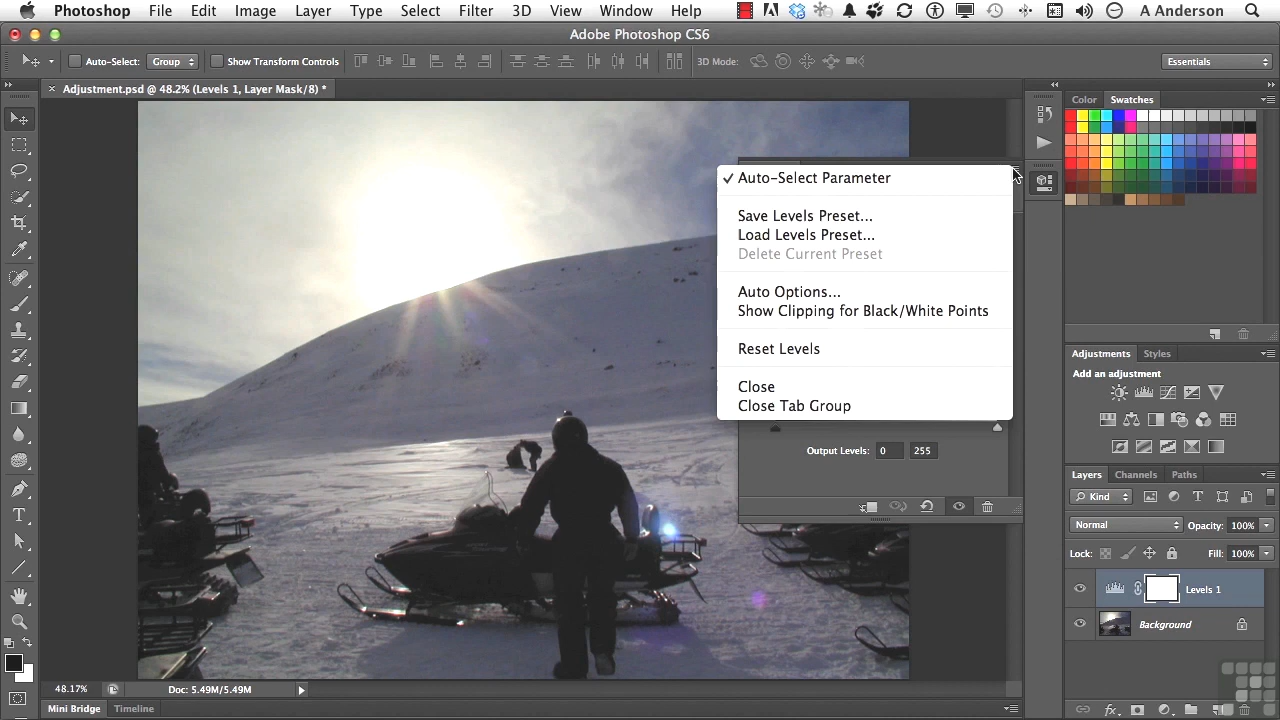 Photoshop File Edit Image Layer Type Select Filter 3D View Window Help A Anderson
Adobe Photoshop CS6
Auto-Select: Group Show Transform Controls 3D Mode: Essentials
Adjustment.psd @ 48.2% (Levels 1, Layer Mask/8) *
Color Swatches
Auto-Select Parameter
Save Levels Preset...
Load Levels Preset...
Delete Current Preset
Auto Options...
Show Clipping for Black/White Points
Reset Levels
Close
Close Tab Group
Output Levels: 0 255
Adjustments Styles
Add an adjustment
Layers Channels Paths
Kind
Normal Opacity: 100%
Lock: Fill: 100%
Levels 1
Background
48.17% Doc: 5.49M/5.49M
Mini Bridge Timeline